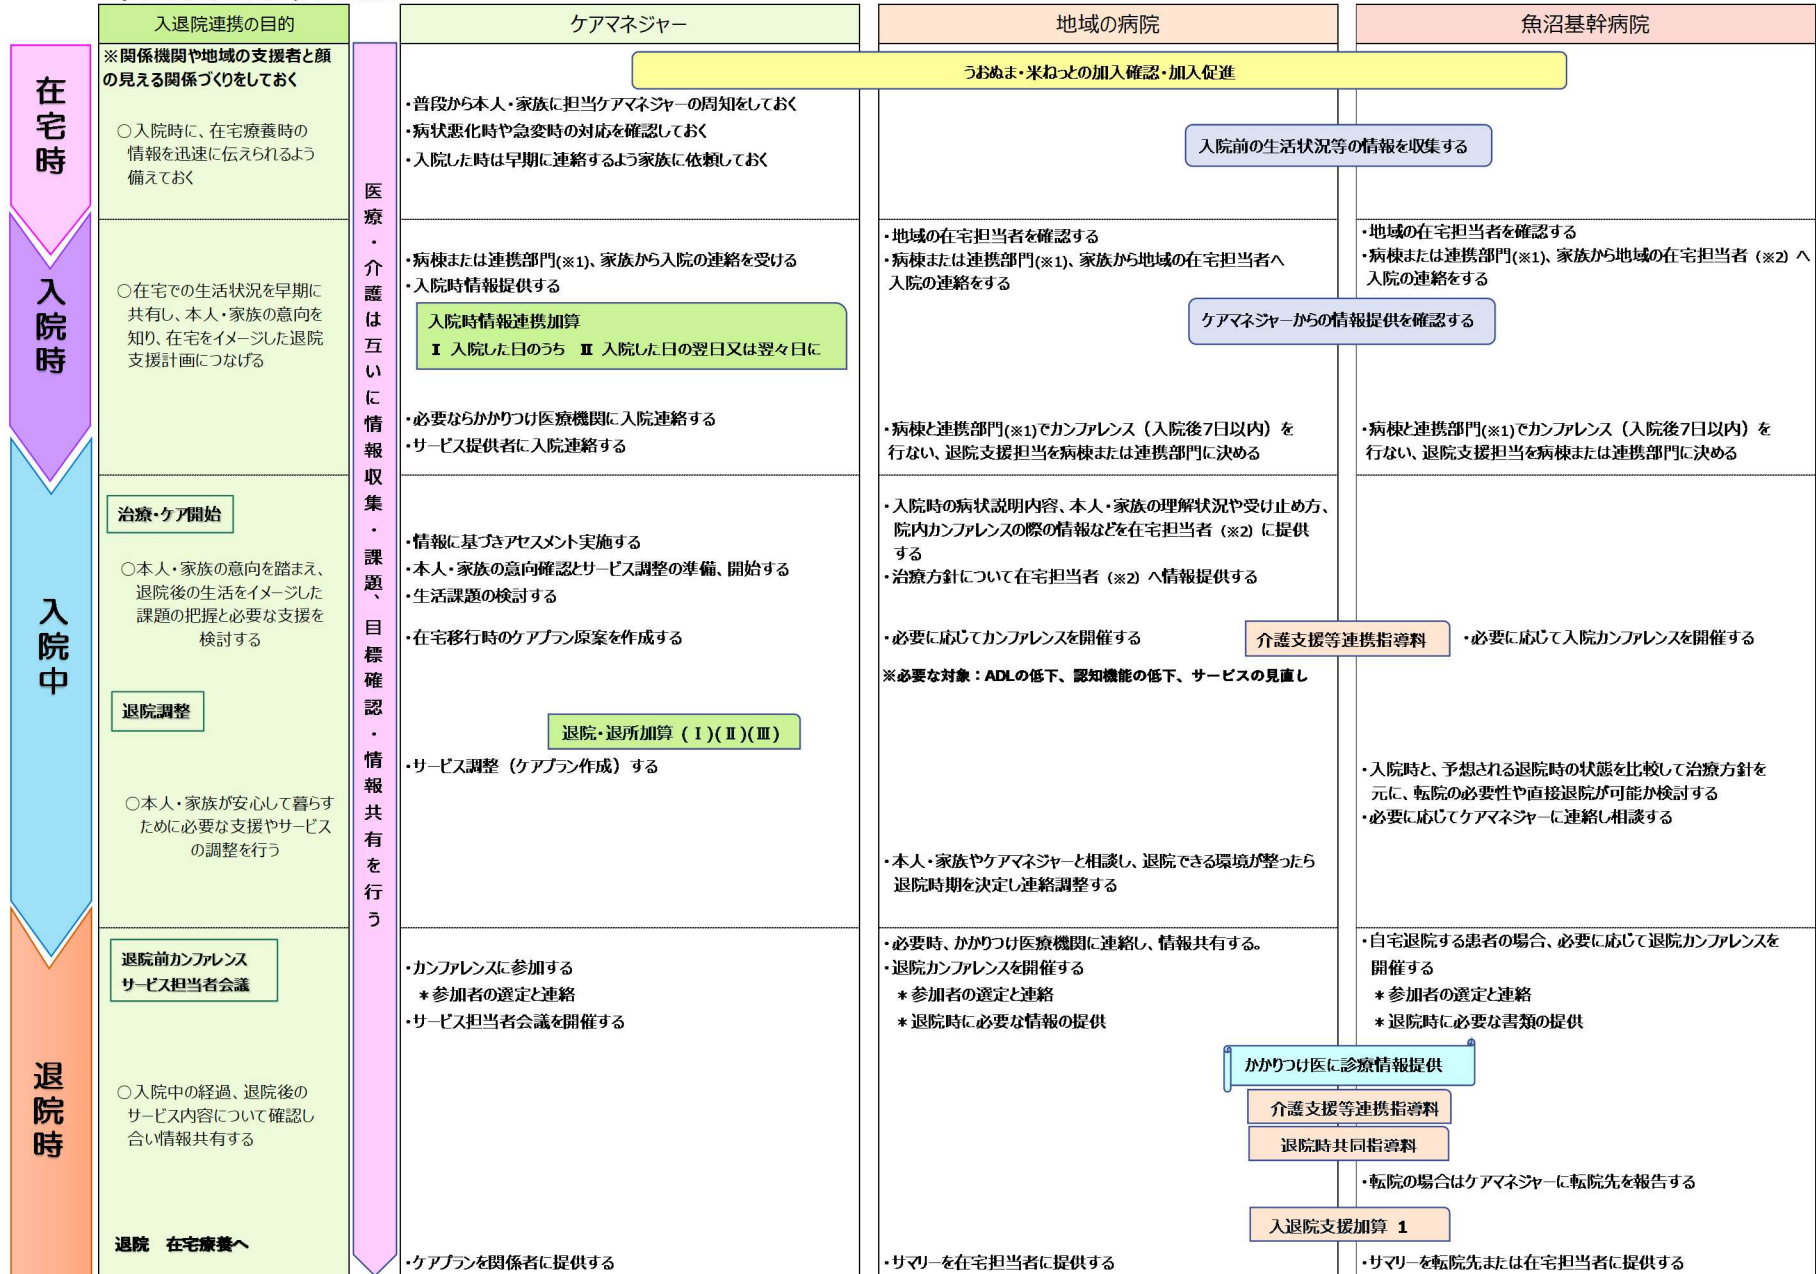 入退院連携の目的
ケアマネジャー
地域の病院
魚沼基幹病院
在宅時
※関係機関や地域の支援者と顔
の見える関係づくりをしておく
○入院時に、在宅療養時の
情報を迅速に伝えられるよう
備えておく
医療・介護は互いに情報収集・課題、目標確認・情報共有を行う
うおぬま・米ねっとの加入確認・加入促進
・普段から本人・家族に担当ケアマネジャーの周知をしておく
・病状悪化時や急変時の対応を確認しておく
・入院した時は早期に連絡するよう家族に依頼しておく
入院前の生活状況等の情報を収集する
入院時
○在宅での生活状況を早期に
共有し、本人・家族の意向を
知り、在宅をイメージした退院
支援計画につなげる
・病棟または連携部門(※1)、家族から入院の連絡を受ける
・入院時情報提供する
入院時情報連携加算
Ⅰ 入院した日のうち Ⅱ 入院した日の翌日又は翌々日に
・必要ならかかりつけ医療機関に入院連絡する
・サービス提供者に入院連絡する
・地域の在宅担当者を確認する
・病棟または連携部門(※1)、家族から地域の在宅担当者へ
入院の連絡をする
・地域の在宅担当者を確認する
・病棟または連携部門(※1)、家族から地域の在宅担当者（※2）へ
入院の連絡をする
ケアマネジャーからの情報提供を確認する
・病棟と連携部門(※1)でカンファレンス（入院後7日以内）を
行ない、退院支援担当を病棟または連携部門に決める
・病棟と連携部門(※1)でカンファレンス（入院後7日以内）を
行ない、退院支援担当を病棟または連携部門に決める
入院中
治療・ケア開始
○本人・家族の意向を踏まえ、
退院後の生活をイメージした
課題の把握と必要な支援を
検討する
退院調整
○本人・家族が安心して暮らす
ために必要な支援やサービス
の調整を行う
・情報に基づきアセスメント実施する
・本人・家族の意向確認とサービス調整の準備、開始する
・生活課題の検討する
・在宅移行時のケアプラン原案を作成する
退院・退所加算（Ⅰ)(Ⅱ)(Ⅲ）
・サービス調整（ケアプラン作成）する
・入院時の病状説明内容、本人・家族の理解状況や受け止め方、
院内カンファレンスの際の情報などを在宅担当者（※2）に提供
する
・治療方針について在宅担当者（※2）へ情報提供する
・必要に応じてカンファレンスを開催する
介護支援等連携指導料
・必要に応じて入院カンファレンスを開催する
※必要な対象：ADLの低下、認知機能の低下、サービスの見直し
・入院時と、予想される退院時の状態を比較して治療方針を
元に、転院の必要性や直接退院が可能か検討する
・必要に応じてケアマネジャーに連絡し相談する
・本人・家族やケアマネジャーと相談し、退院できる環境が整ったら
退院時期を決定し連絡調整する
退院時
退院前カンファレンス
サービス担当者会議
○入院中の経過、退院後の
サービス内容について確認し
合い情報共有する
退院 在宅療養へ
・カンファレンスに参加する
＊参加者の選定と連絡
・サービス担当者会議を開催する
・ケアプランを関係者に提供する
・必要時、かかりつけ医療機関に連絡し、情報共有する。
・退院カンファレンスを開催する
＊参加者の選定と連絡
＊退院時に必要な情報の提供
・自宅退院する患者の場合、必要に応じて退院カンファレンスを
開催する
＊参加者の選定と連絡
＊退院時に必要な書類の提供
かかりつけ医に診療情報提供
介護支援等連携指導料
退院時共同指導料
・転院の場合はケアマネジャーに転院先を報告する
入退院支援加算 1
・サマリーを在宅担当者に提供する
・サマリーを転院先または在宅担当者に提供する